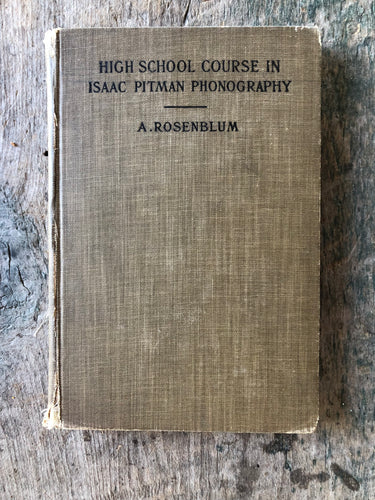 HIGH SCHOOL COURSE IN
ISAAC PITMAN PHONOGRAPHY
A. ROSENBLUM